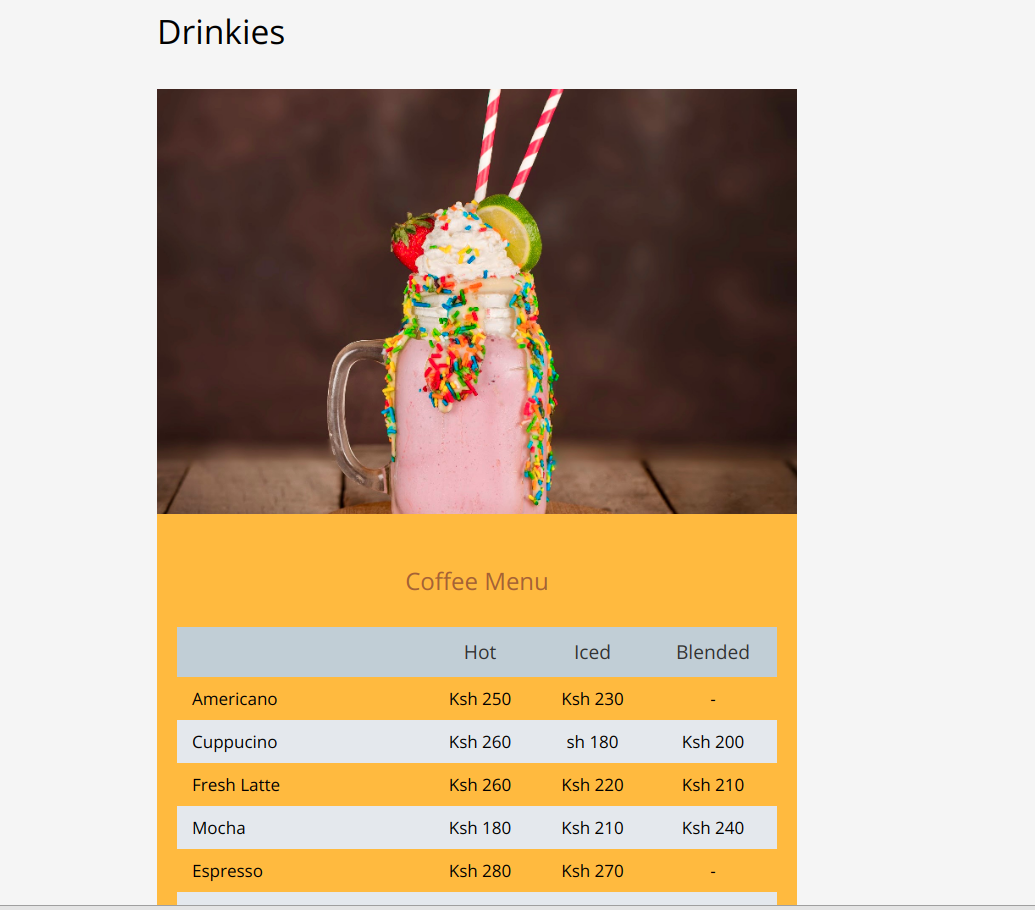 Drinkies
Coffee Menu
Hot Iced Blended
Americano Ksh 250 Ksh 230 -
Cuppucino Ksh 260 sh 180 Ksh 200
Fresh Latte Ksh 260 Ksh 220 Ksh 210
Mocha Ksh 180 Ksh 210 Ksh 240
Espresso Ksh 280 Ksh 270 -